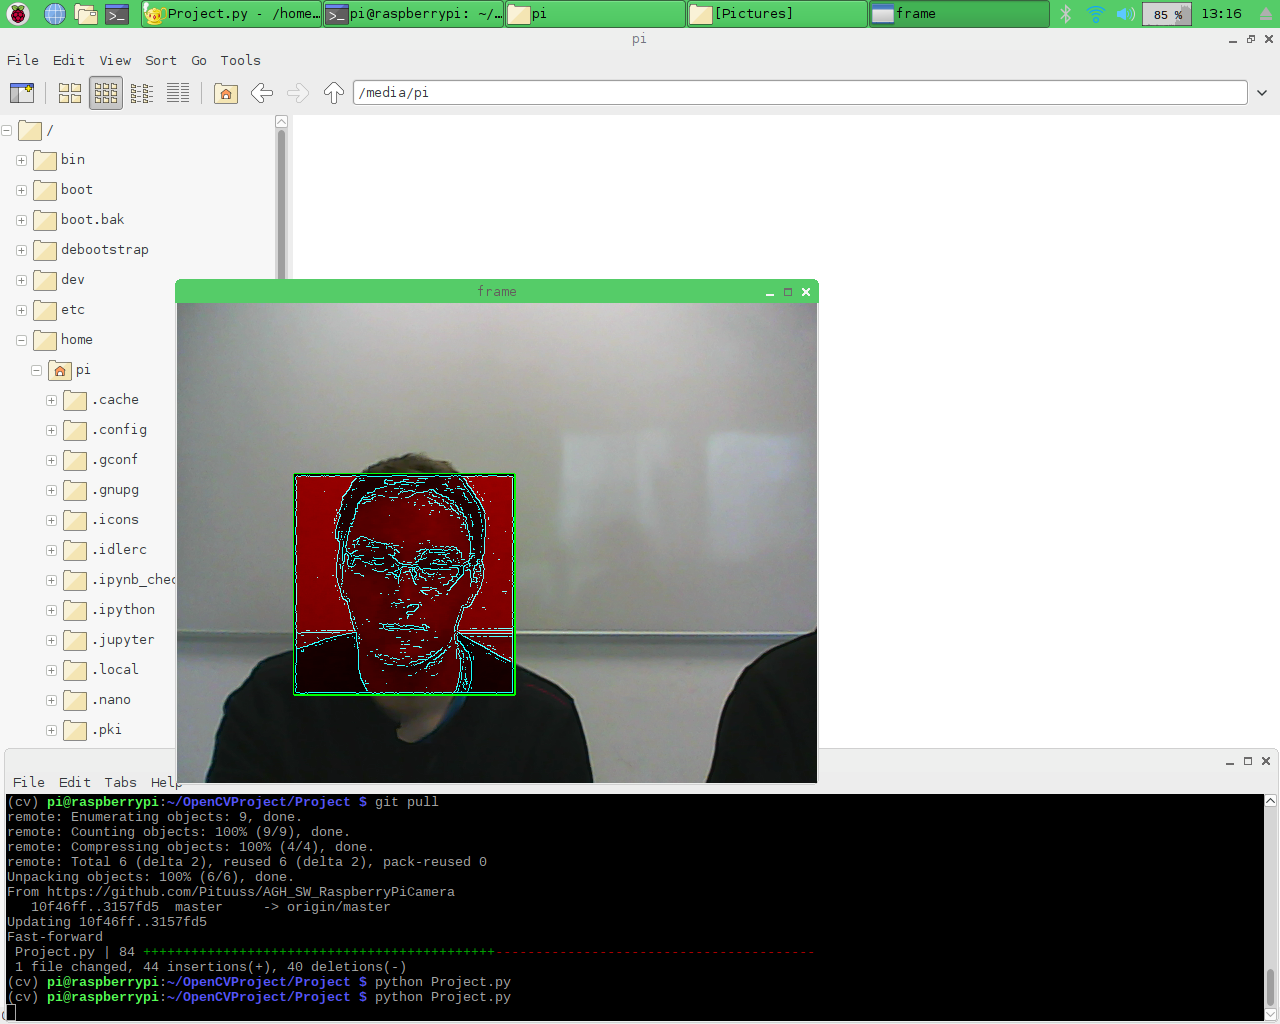 Project.py - /home...
pi@raspberrypi: ~/...
pi
[Pictures]
frame
85 %
13:16
pi
File Edit View Sort Go Tools
/media/pi
/
bin
boot
boot.bak
debootstrap
dev
etc
home
pi
.cache
.config
.gconf
.gnupg
.icons
.idlerc
.ipynb_chec
.ipython
.jupyter
.local
.nano
.pki
frame
File Edit Tabs Help
(cv) pi@raspberrypi:~/OpenCVProject/Project $ git pull
remote: Enumerating objects: 9, done.
remote: Counting objects: 100% (9/9), done.
remote: Compressing objects: 100% (4/4), done.
remote: Total 6 (delta 2), reused 6 (delta 2), pack-reused 0
Unpacking objects: 100% (6/6), done.
From https://github.com/Pituuss/AGH_SW_RaspberryPiCamera
10f46ff..3157fd5 master -> origin/master
Updating 10f46ff..3157fd5
Fast-forward
Project.py | 84 ++++++++++++++++++++++++++++++++++++++++++++----------------------------------------
1 file changed, 44 insertions(+), 40 deletions(-)
(cv) pi@raspberrypi:~/OpenCVProject/Project $ python Project.py
(cv) pi@raspberrypi:~/OpenCVProject/Project $ python Project.py